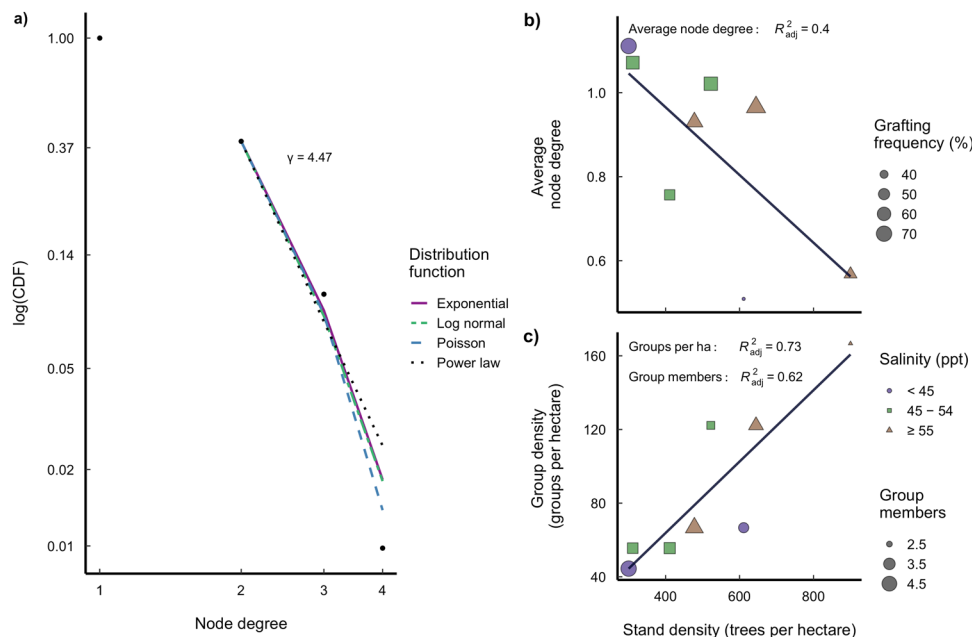 a)
1.00
0.37
0.14
0.05
0.02
0.01
log(CDF)
γ = 4.47
1
2
3
4
Node degree
Distribution
function
Exponential
Log normal
Poisson
Power law
b)
Average node degree : R²adj = 0.4
1.0
0.8
0.6
Average
node degree
Grafting
frequency (%)
40
50
60
70
c)
Groups per ha : R²adj = 0.73
Group members : R²adj = 0.62
160
120
80
40
Group density
(groups per hectare)
400
600
800
Stand density (trees per hectare)
Salinity (ppt)
< 45
45 − 54
≥ 55
Group
members
2.5
3.5
4.5